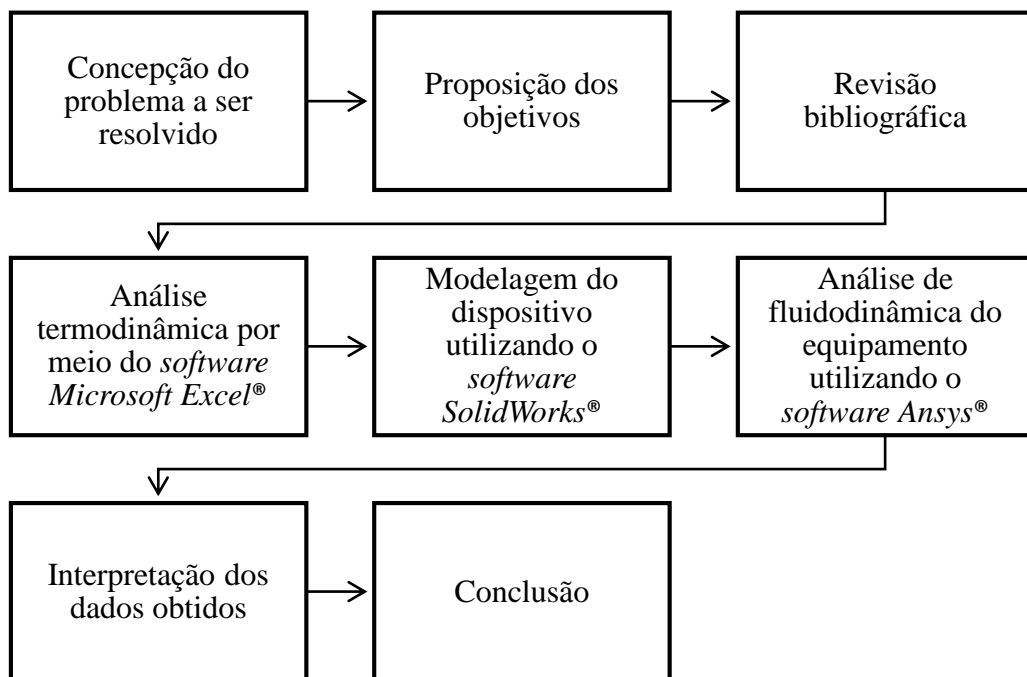 Concepção do
problema a ser
resolvido
Proposição dos
objetivos
Revisão
bibliográfica
Análise
termodinâmica por
meio do software
Microsoft Excel®
Modelagem do
dispositivo
utilizando o
software
SolidWorks®
Análise de
fluidodinâmica do
equipamento
utilizando o
software Ansys®
Interpretação dos
dados obtidos
Conclusão